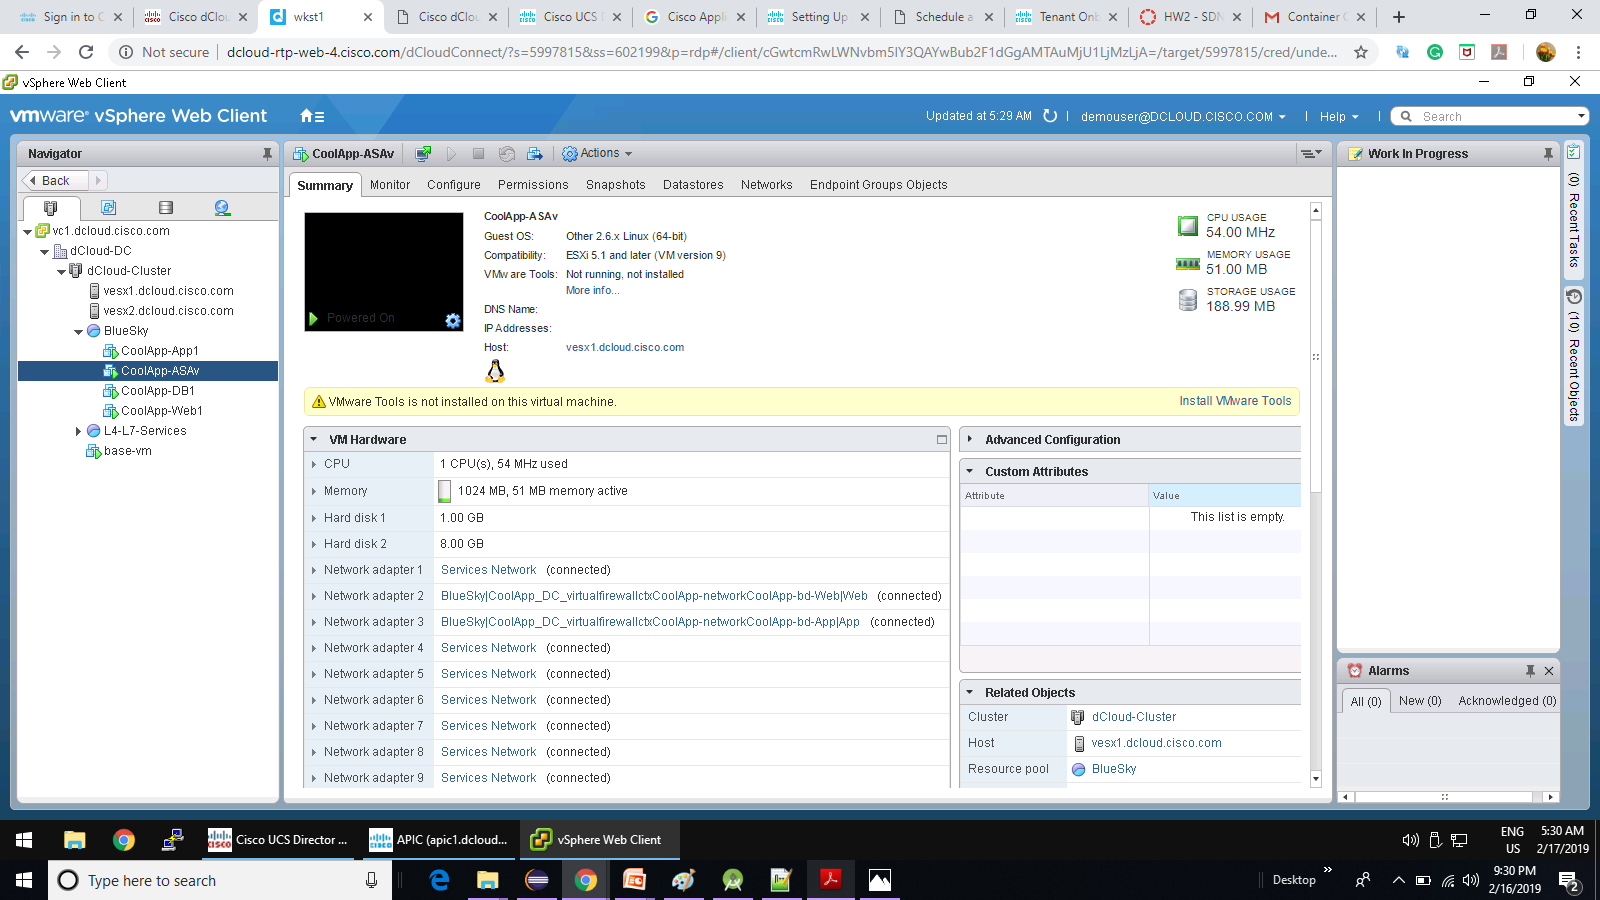 Sign in to C
Cisco dClou
wkst1
Cisco dClou
Cisco UCS D
Cisco Appli
Setting Up
Schedule a
Tenant Onb
HW2 - SDN
Container C
Not secure
dcloud-rtp-web-4.cisco.com/dCloudConnect/?s=5997815&ss=602199&p=rdp#/client/cGwtcmRwLWNvbm5lY3QAYwBub2F1dGgAMTAuMjU1LjMzLjA=/target/5997815/cred/unde...
vSphere Web Client
vmware® vSphere Web Client
Updated at 5:29 AM
demouser@DCLOUD.CISCO.COM
Help
Search
Navigator
Back
vc1.dcloud.cisco.com
dCloud-DC
dCloud-Cluster
vesx1.dcloud.cisco.com
vesx2.dcloud.cisco.com
BlueSky
CoolApp-App1
CoolApp-ASAv
CoolApp-DB1
CoolApp-Web1
L4-L7-Services
base-vm
CoolApp-ASAv
Actions
Summary
Monitor
Configure
Permissions
Snapshots
Datastores
Networks
Endpoint Groups Objects
Powered On
CoolApp-ASAv
Guest OS: Other 2.6.x Linux (64-bit)
Compatibility: ESXi 5.1 and later (VM version 9)
VMware Tools: Not running, not installed
More info...
DNS Name:
IP Addresses:
Host: vesx1.dcloud.cisco.com
CPU USAGE
54.00 MHz
MEMORY USAGE
51.00 MB
STORAGE USAGE
188.99 MB
VMware Tools is not installed on this virtual machine.
Install VMware Tools
VM Hardware
CPU 1 CPU(s), 54 MHz used
Memory 1024 MB, 51 MB memory active
Hard disk 1 1.00 GB
Hard disk 2 8.00 GB
Network adapter 1 Services Network (connected)
Network adapter 2 BlueSky|CoolApp_DC_virtualfirewallctxCoolApp-networkCoolApp-bd-Web|Web (connected)
Network adapter 3 BlueSky|CoolApp_DC_virtualfirewallctxCoolApp-networkCoolApp-bd-App|App (connected)
Network adapter 4 Services Network (connected)
Network adapter 5 Services Network (connected)
Network adapter 6 Services Network (connected)
Network adapter 7 Services Network (connected)
Network adapter 8 Services Network (connected)
Network adapter 9 Services Network (connected)
Advanced Configuration
Custom Attributes
Attribute Value
This list is empty.
Related Objects
Cluster dCloud-Cluster
Host vesx1.dcloud.cisco.com
Resource pool BlueSky
Work In Progress
(0) Recent Tasks
(10) Recent Objects
Alarms
All (0)
New (0)
Acknowledged (0)
Cisco UCS Director ...
APIC (apic1.dcloud...
vSphere Web Client
ENG
US
5:30 AM
2/17/2019
Type here to search
Desktop
9:30 PM
2/16/2019
2